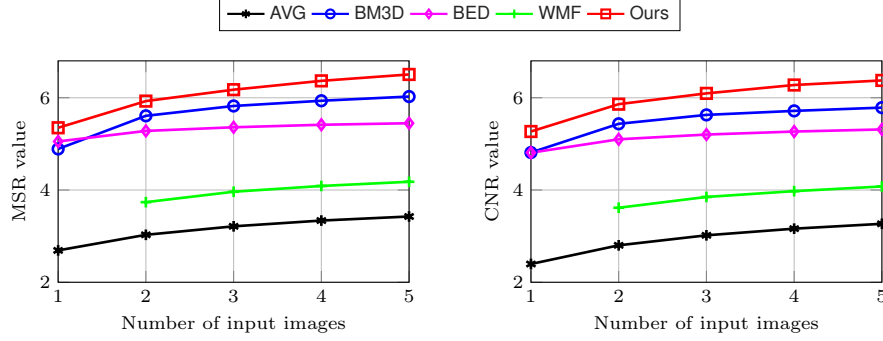 AVG BM3D BED WMF Ours
6
4
2
MSR value
1 2 3 4 5
Number of input images
6
4
2
CNR value
1 2 3 4 5
Number of input images